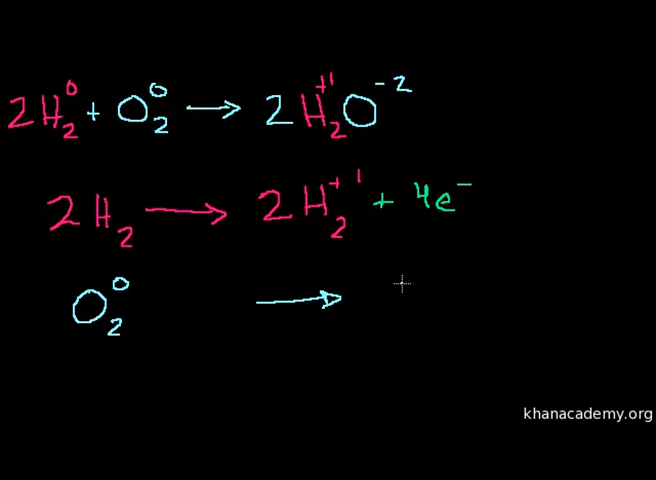 2H₂⁰ + O₂⁰ → 2H₂⁺¹O⁻²
2H₂ → 2H₂⁺¹ + 4e⁻
O₂⁰ →
khanacademy.org